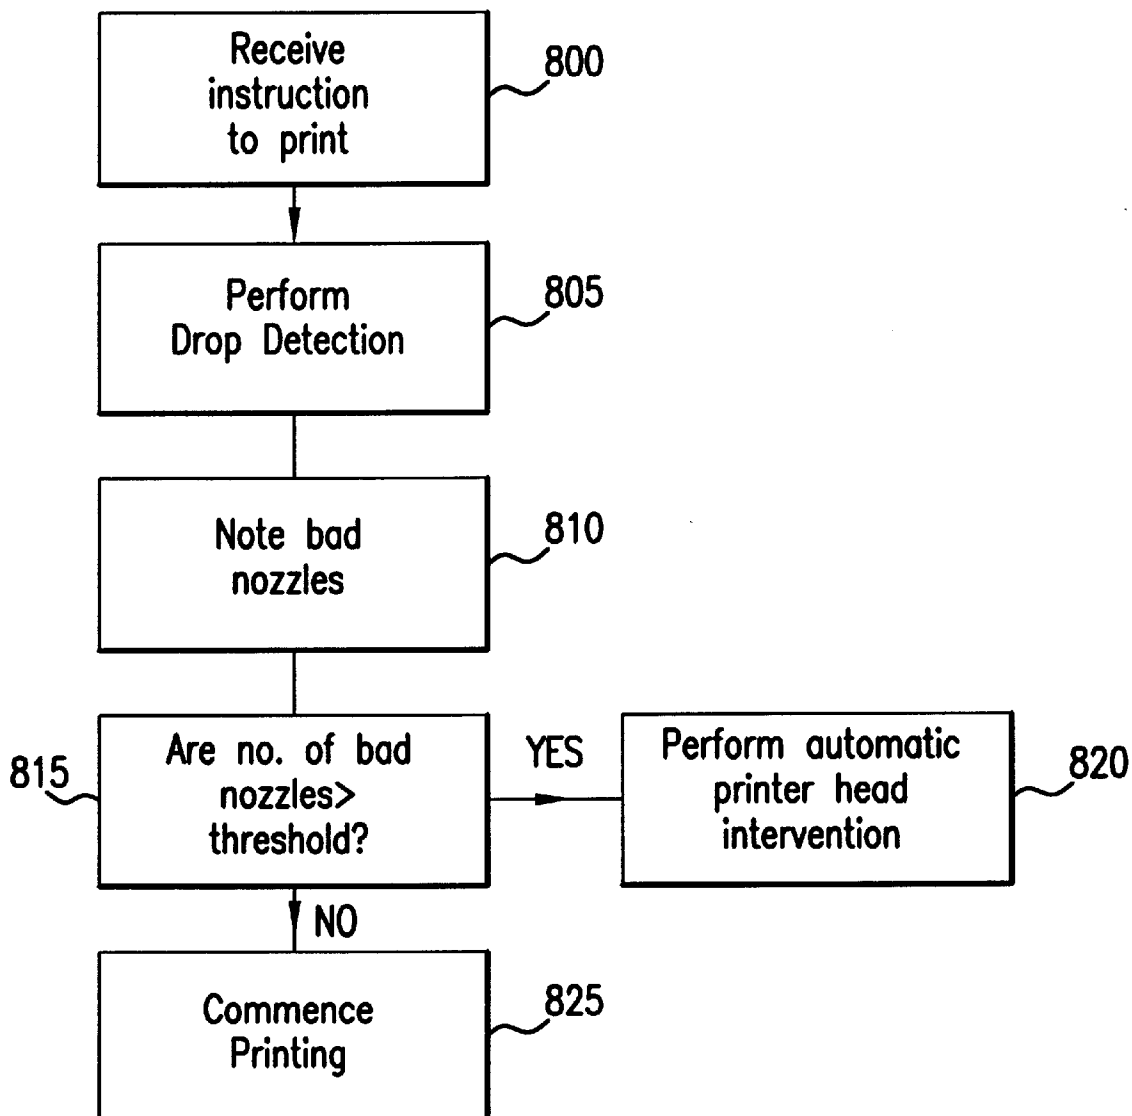 Receive
instruction
to print
800
Perform
Drop Detection
805
Note bad
nozzles
810
815
Are no. of bad
nozzles>
threshold?
YES
Perform automatic
printer head
intervention
820
NO
Commence
Printing
825